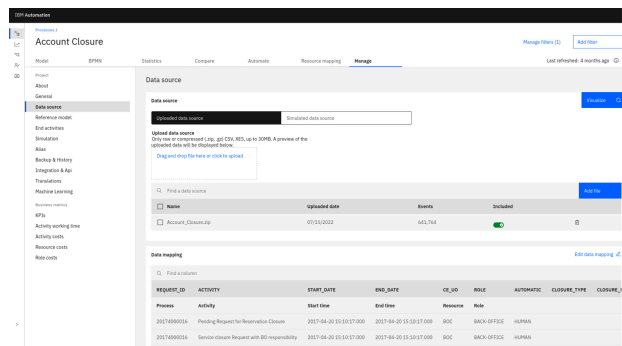 IBM Automation
Processes /
Account Closure
Manage filters (1)
Add filter
Model
BPMN
Statistics
Compare
Automate
Resource mapping
Manage
Last refreshed: 4 months ago
Project
About
General
Data source
Reference model
End activities
Simulation
Alias
Backup & History
Integration & Api
Translations
Machine Learning
Business metrics
KPIs
Activity working time
Activity costs
Resource costs
Role costs
Data source
Data source
Visualize
Uploaded data source
Simulated data source
Upload data source
Only raw or compressed (.zip, .gz) CSV, XES, up to 30MB. A preview of the
uploaded data will be displayed below.
Drag and drop file here or click to upload
Find a data source
Add file
Name Uploaded date Events Included
Account_Closure.zip 07/15/2022
Data mapping
Edit data mapping
Find a column
REQUEST_ID ACTIVITY START_DATE END_DATE CE_UO ROLE AUTOMATIC CLOSURE_TYPE
Process Activity Start time End time Resource Role
20174000016 Pending Request for Reservation Closure 2017-04-20 15:10:17.000 2017-04-20 15:10:17.000 BOC BACK-OFFICE HUMAN
20174000016 Service closure Request with BO responsibility 2017-04-20 15:10:17.000 2017-04-20 15:10:17.000 BOC BACK-OFFICE HUMAN